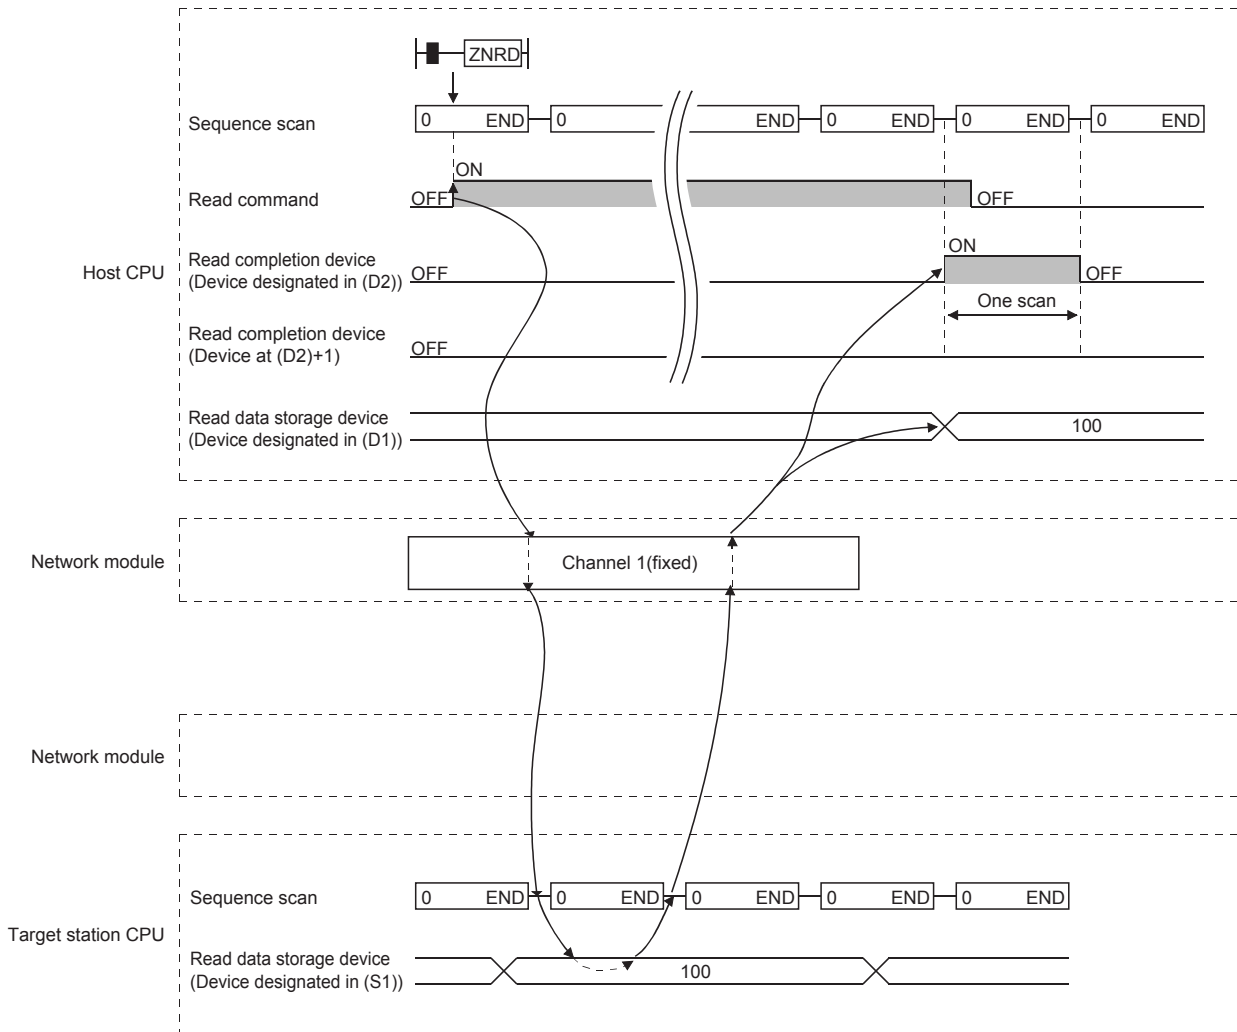 ZNRD
Sequence scan
0 END 0 END 0 END 0 END 0 END
ON
Read command
OFF OFF
ON
Host CPU
Read completion device
(Device designated in (D2))
OFF OFF
One scan
Read completion device
(Device at (D2)+1)
OFF
Read data storage device
(Device designated in (D1))
100
Network module
Channel 1(fixed)
Network module
Sequence scan
0 END 0 END 0 END 0 END 0 END
Target station CPU
Read data storage device
(Device designated in (S1))
100